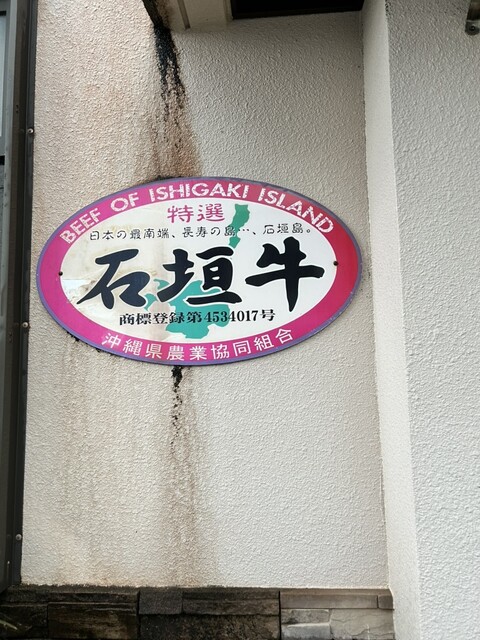 BEEF OF ISHIGAKI ISLAND
特選
日本の最南端、長寿の島…、石垣島。
石垣牛
商標登録第4534017号
沖縄県農業協同組合